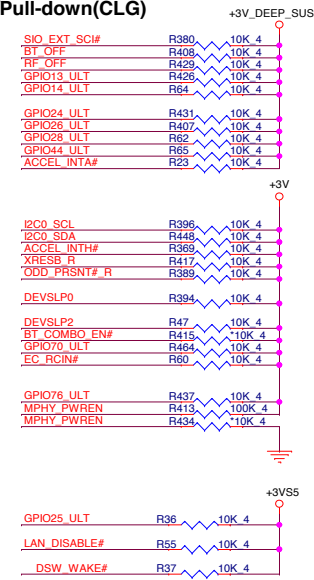 Pull-down(CLG)
+3V_DEEP_SUS
SIO_EXT_SCI# R380 10K_4
BT_OFF R408 10K_4
RF_OFF R429 10K_4
GPIO13_ULT R426 10K_4
GPIO14_ULT R64 10K_4
GPIO24_ULT R431 10K_4
GPIO26_ULT R407 10K_4
GPIO28_ULT R62 10K_4
GPIO44_ULT R65 10K_4
ACCEL_INTA# R23 10K_4
+3V
I2C0_SCL R396 10K_4
I2C0_SDA R448 10K_4
ACCEL_INTH# R369 10K_4
XRESB_R R417 10K_4
ODD_PRSNT#_R R389 10K_4
DEVSLP0 R394 10K_4
DEVSLP2 R47 10K_4
BT_COMBO_EN# R415 *10K_4
GPIO70_ULT R464 10K_4
EC_RCIN# R60 10K_4
GPIO76_ULT R437 10K_4
MPHY_PWREN R413 100K_4
MPHY_PWREN R434 *10K_4
+3VS5
GPIO25_ULT R36 10K_4
LAN_DISABLE# R55 10K_4
DSW_WAKE# R37 10K_4